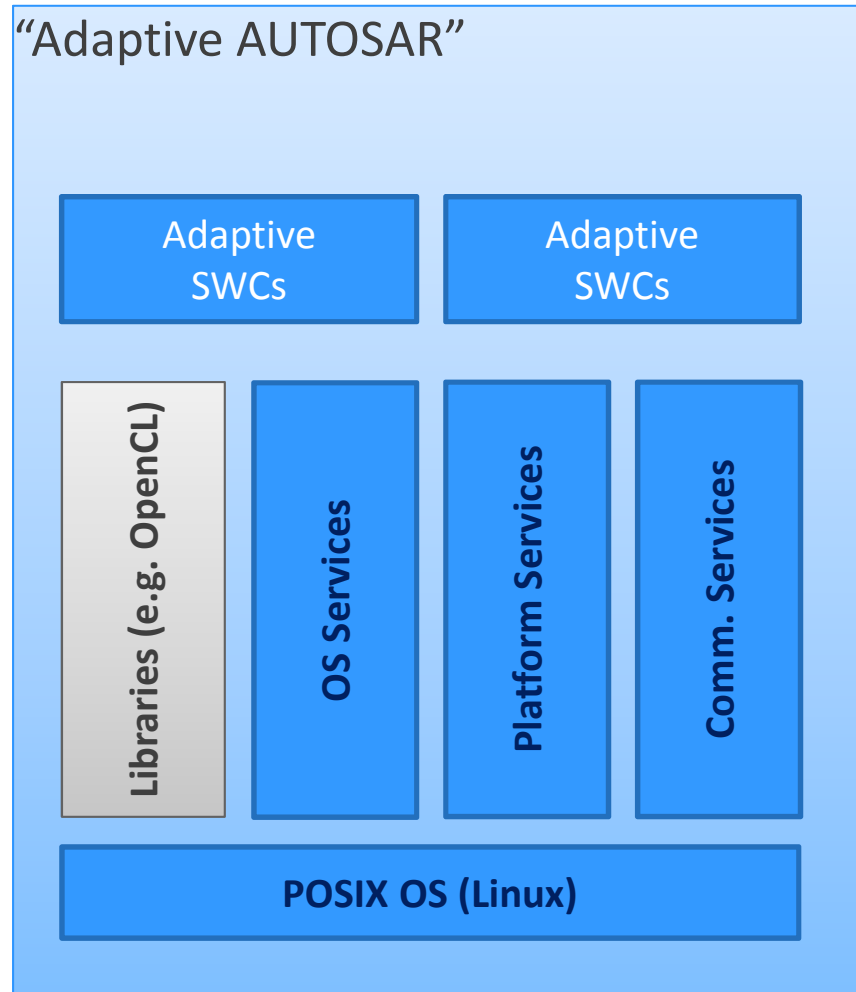 “Adaptive AUTOSAR”
Adaptive
SWCs
Adaptive
SWCs
Libraries (e.g. OpenCL)
OS Services
Platform Services
Comm. Services
POSIX OS (Linux)